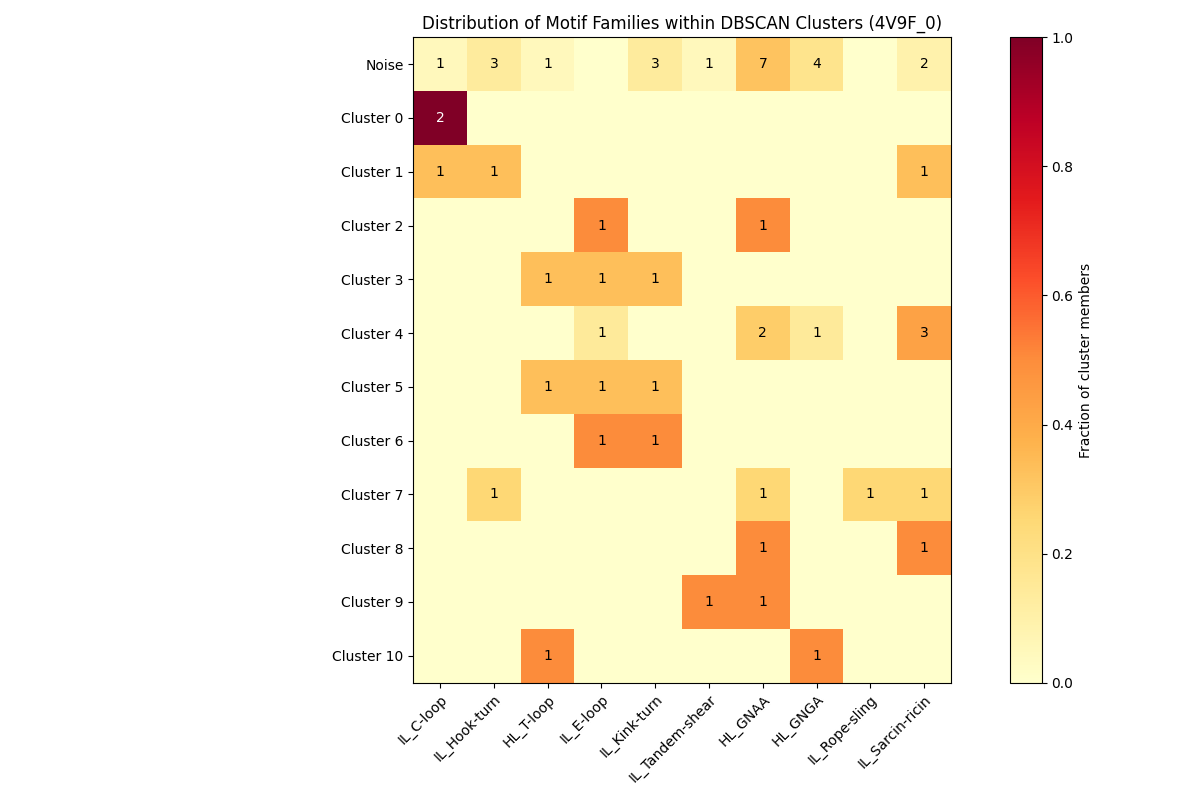 Distribution of Motif Families within DBSCAN Clusters (4V9F_0)
Noise 1 3 1 3 1 7 4 2
Cluster 0 2
Cluster 1 1 1 1
Cluster 2 1 1
Cluster 3 1 1 1
Cluster 4 1 2 1 3
Cluster 5 1 1 1
Cluster 6 1 1
Cluster 7 1 1 1 1
Cluster 8 1 1
Cluster 9 1 1
Cluster 10 1 1
IL_C-loop
IL_Hook-turn
HL_T-loop
IL_E-loop
IL_Kink-turn
IL_Tandem-shear
HL_GNAA
HL_GNGA
IL_Rope-sling
IL_Sarcin-ricin
1.0
0.8
0.6
0.4
0.2
0.0
Fraction of cluster members